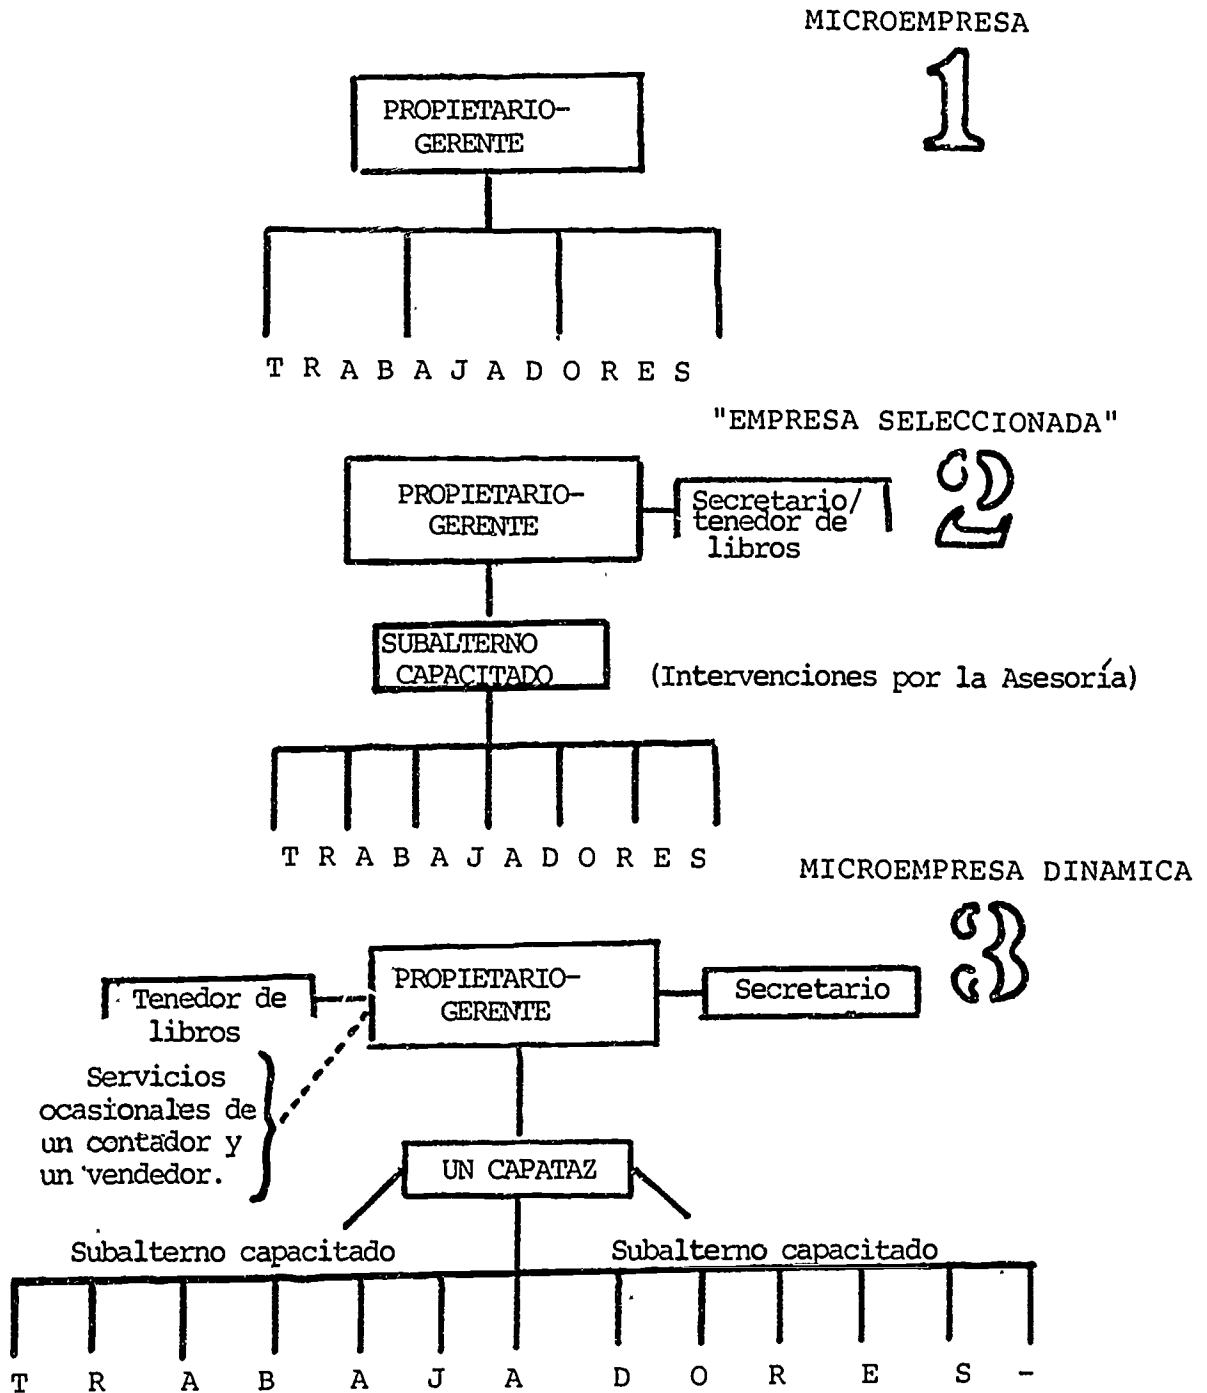 MICROEMPRESA
1
PROPIETARIO-
GERENTE
T R A B A J A D O R E S
"EMPRESA SELECCIONADA"
2
PROPIETARIO-
GERENTE
Secretario/
tenedor de
libros
SUBALTERNO
CAPACITADO
(Intervenciones por la Asesoría)
T R A B A J A D O R E S
MICROEMPRESA DINAMICA
3
PROPIETARIO-
GERENTE
Tenedor de
libros
Secretario
Servicios
ocasionales de
un contador y
un vendedor.
UN CAPATAZ
Subalterno capacitado
Subalterno capacitado
T R A B A J A D O R E S -